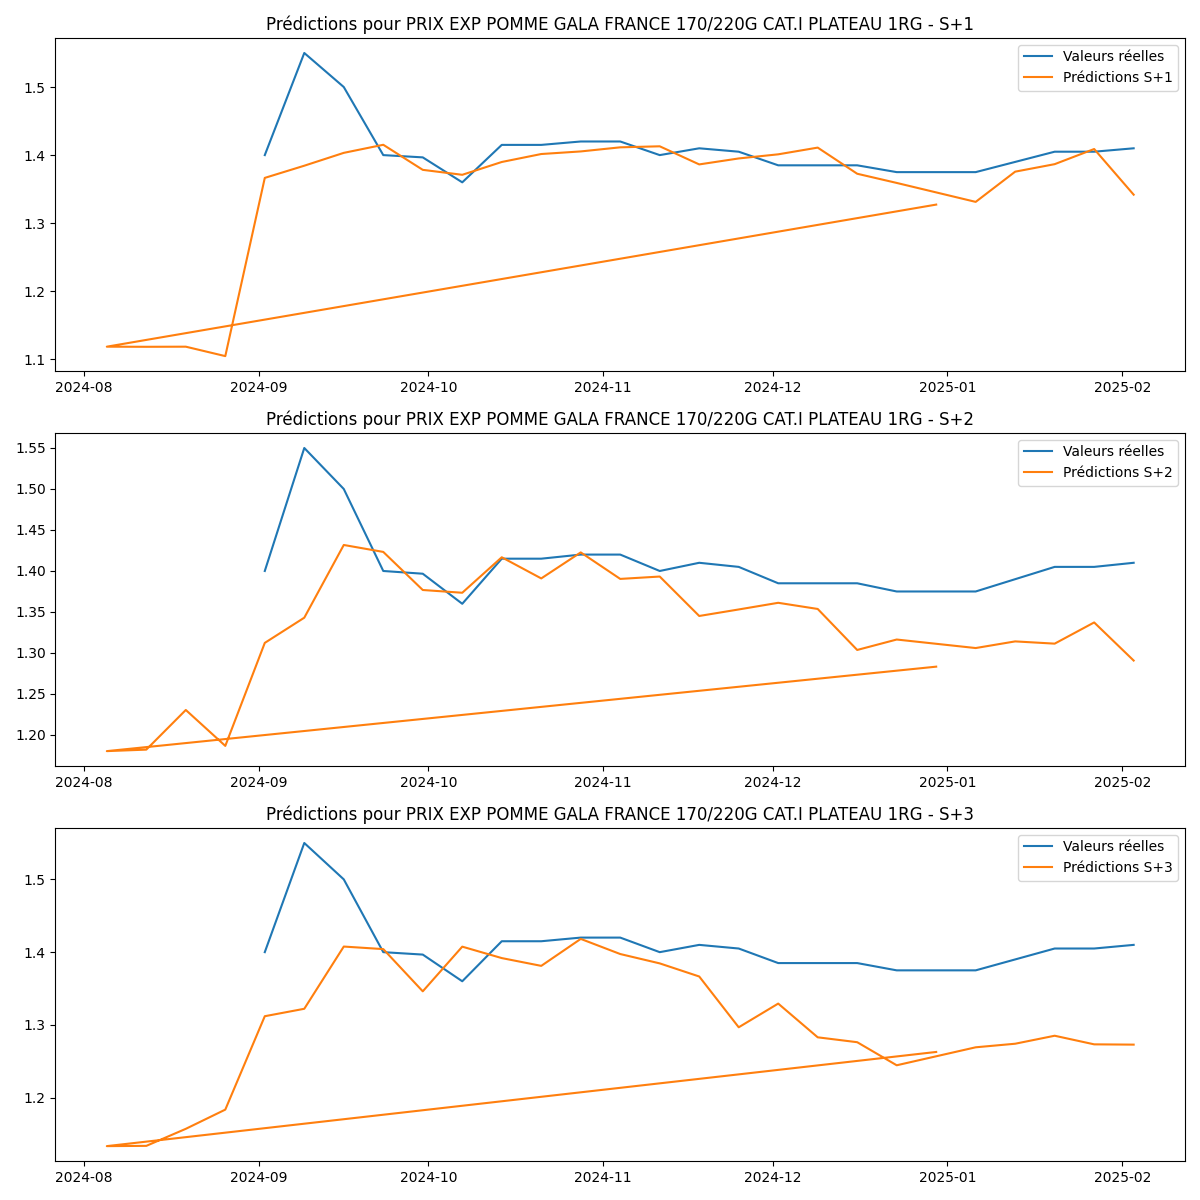 Prédictions pour PRIX EXP POMME GALA FRANCE 170/220G CAT.I PLATEAU 1RG - S+1
Valeurs réelles
Prédictions S+1
1.5
1.4
1.3
1.2
1.1
2024-08 2024-09 2024-10 2024-11 2024-12 2025-01 2025-02
Prédictions pour PRIX EXP POMME GALA FRANCE 170/220G CAT.I PLATEAU 1RG - S+2
Valeurs réelles
Prédictions S+2
1.55
1.50
1.45
1.40
1.35
1.30
1.25
1.20
2024-08 2024-09 2024-10 2024-11 2024-12 2025-01 2025-02
Prédictions pour PRIX EXP POMME GALA FRANCE 170/220G CAT.I PLATEAU 1RG - S+3
Valeurs réelles
Prédictions S+3
1.5
1.4
1.3
1.2
2024-08 2024-09 2024-10 2024-11 2024-12 2025-01 2025-02